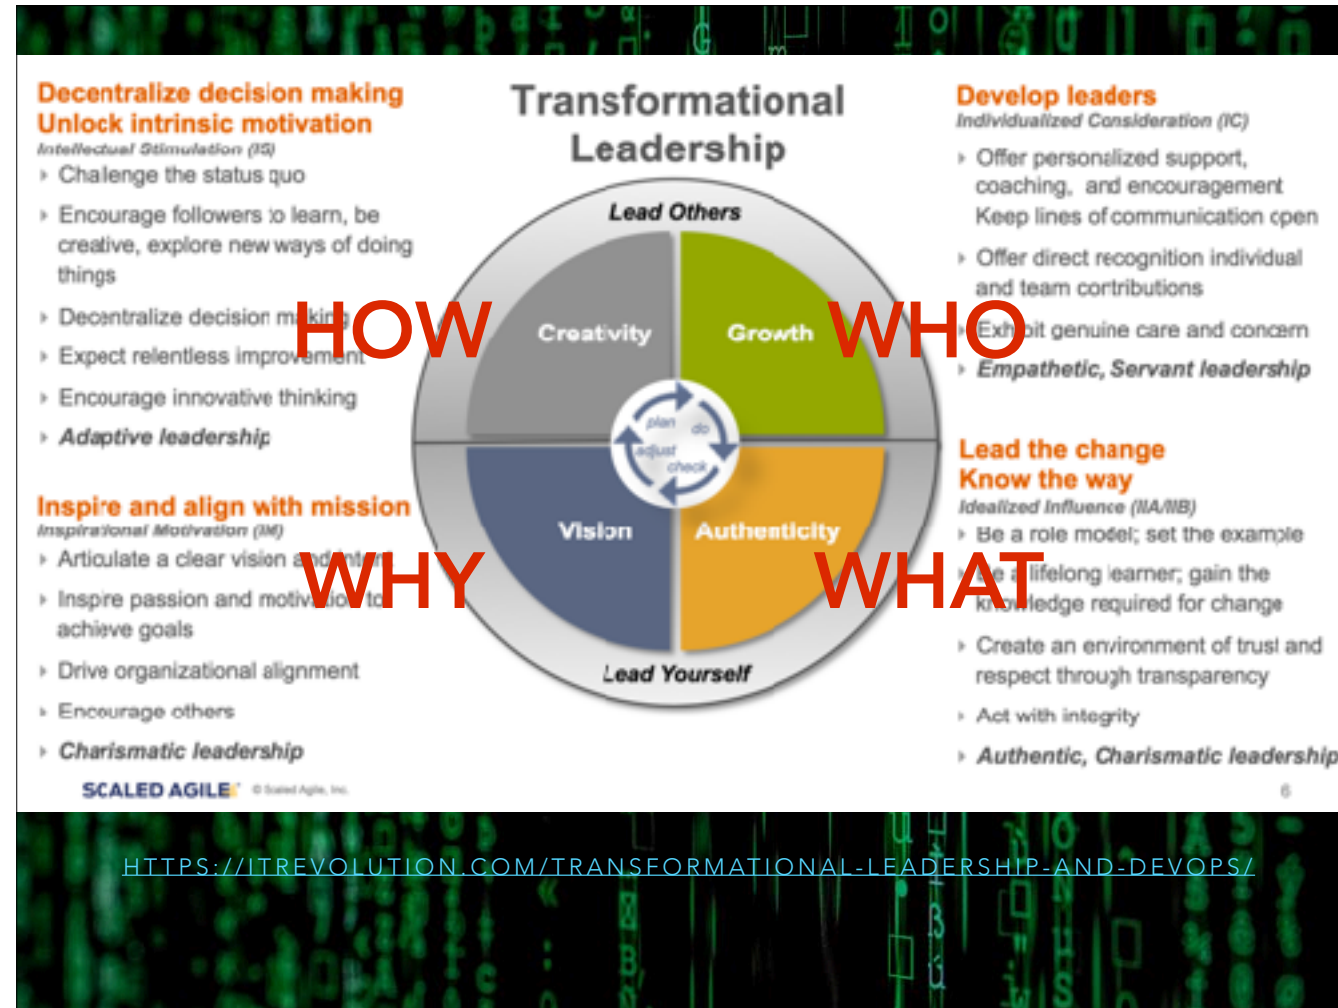 Transformational
Leadership
Decentralize decision making
Unlock intrinsic motivation
Intellectual Stimulation (IS)
Challenge the status quo
Encourage followers to learn, be
creative, explore new ways of doing
things
Decentralize decision making
Expect relentless improvement
Encourage innovative thinking
Adaptive leadership
HOW
Inspire and align with mission
Inspirational Motivation (IM)
Articulate a clear vision and intent
Inspire passion and motivation to
achieve goals
Drive organizational alignment
Encourage others
Charismatic leadership
WHY
Lead Others
Creativity
Growth
plan
do
adjust
check
Vision
Authenticity
Lead Yourself
Develop leaders
Individualized Consideration (IC)
Offer personalized support,
coaching, and encouragement
Keep lines of communication open
Offer direct recognition individual
and team contributions
Exhibit genuine care and concern
Empathetic, Servant leadership
WHO
Lead the change
Know the way
Idealized Influence (IIA/IIB)
Be a role model; set the example
Be a lifelong learner; gain the
knowledge required for change
Create an environment of trust and
respect through transparency
Act with integrity
Authentic, Charismatic leadership
WHAT
SCALED AGILE
© Scaled Agile, Inc.
6
HTTPS://ITREVOLUTION.COM/TRANSFORMATIONAL-LEADERSHIP-AND-DEVOPS/